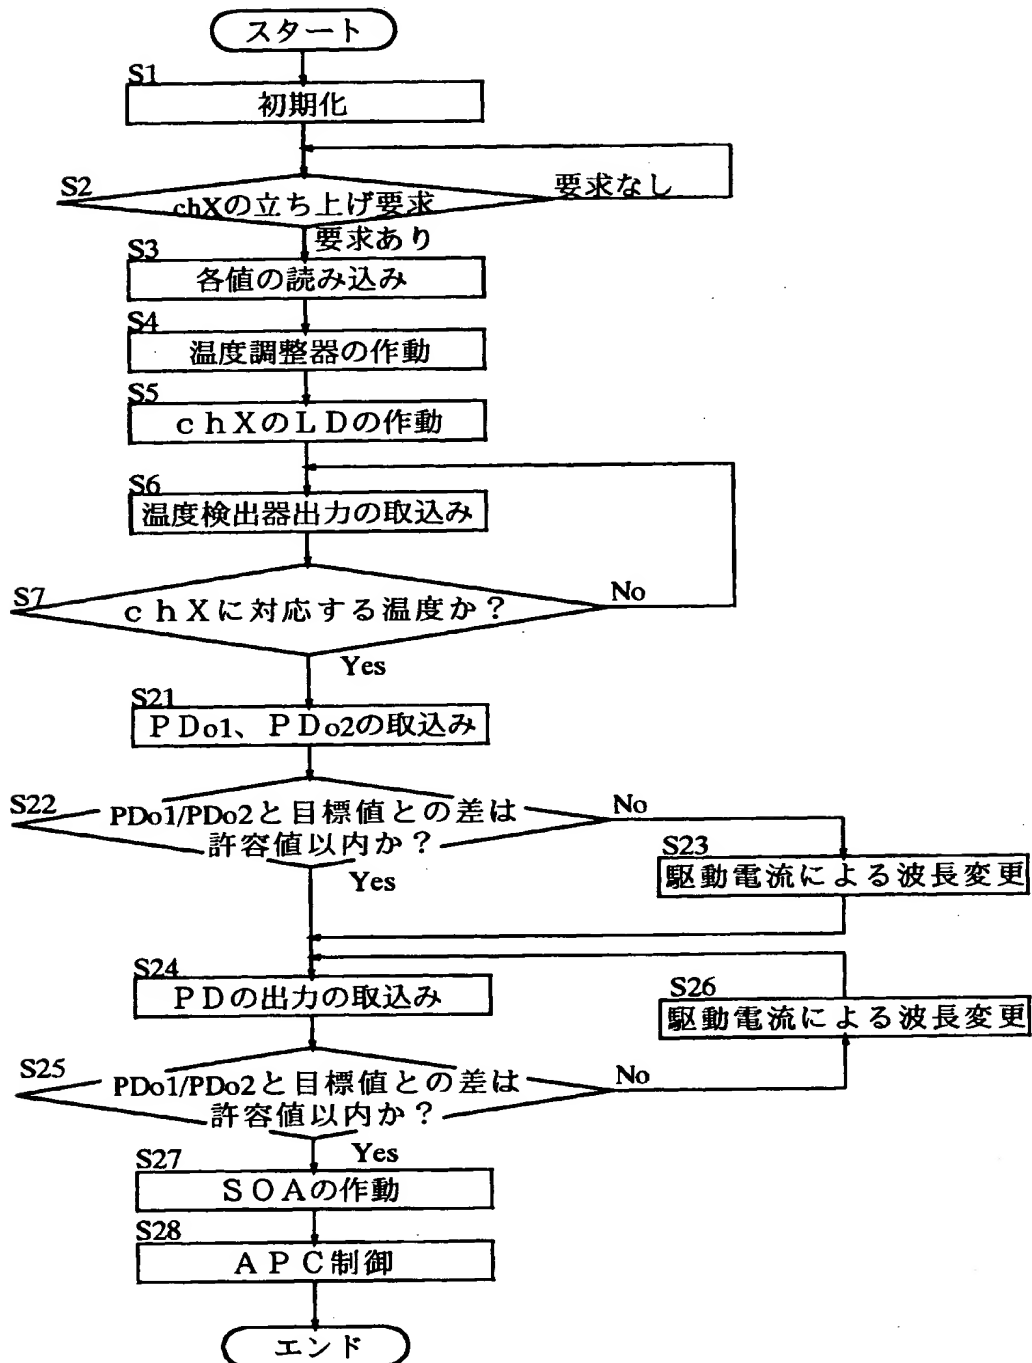 スタート
S1
初期化
S2
chXの立ち上げ要求
要求なし
要求あり
S3
各値の読み込み
S4
温度調整器の作動
S5
ｃｈXのＬＤの作動
S6
温度検出器出力の取込み
S7
ｃｈXに対応する温度か？
No
Yes
S21
ＰDo1、ＰDo2の取込み
S22
PDo1/PDo2と目標値との差は
許容値以内か？
No
Yes
S23
駆動電流による波長変更
S24
ＰＤの出力の取込み
S26
駆動電流による波長変更
S25
PDo1/PDo2と目標値との差は
許容値以内か？
No
Yes
S27
ＳＯＡの作動
S28
ＡＰＣ制御
エンド